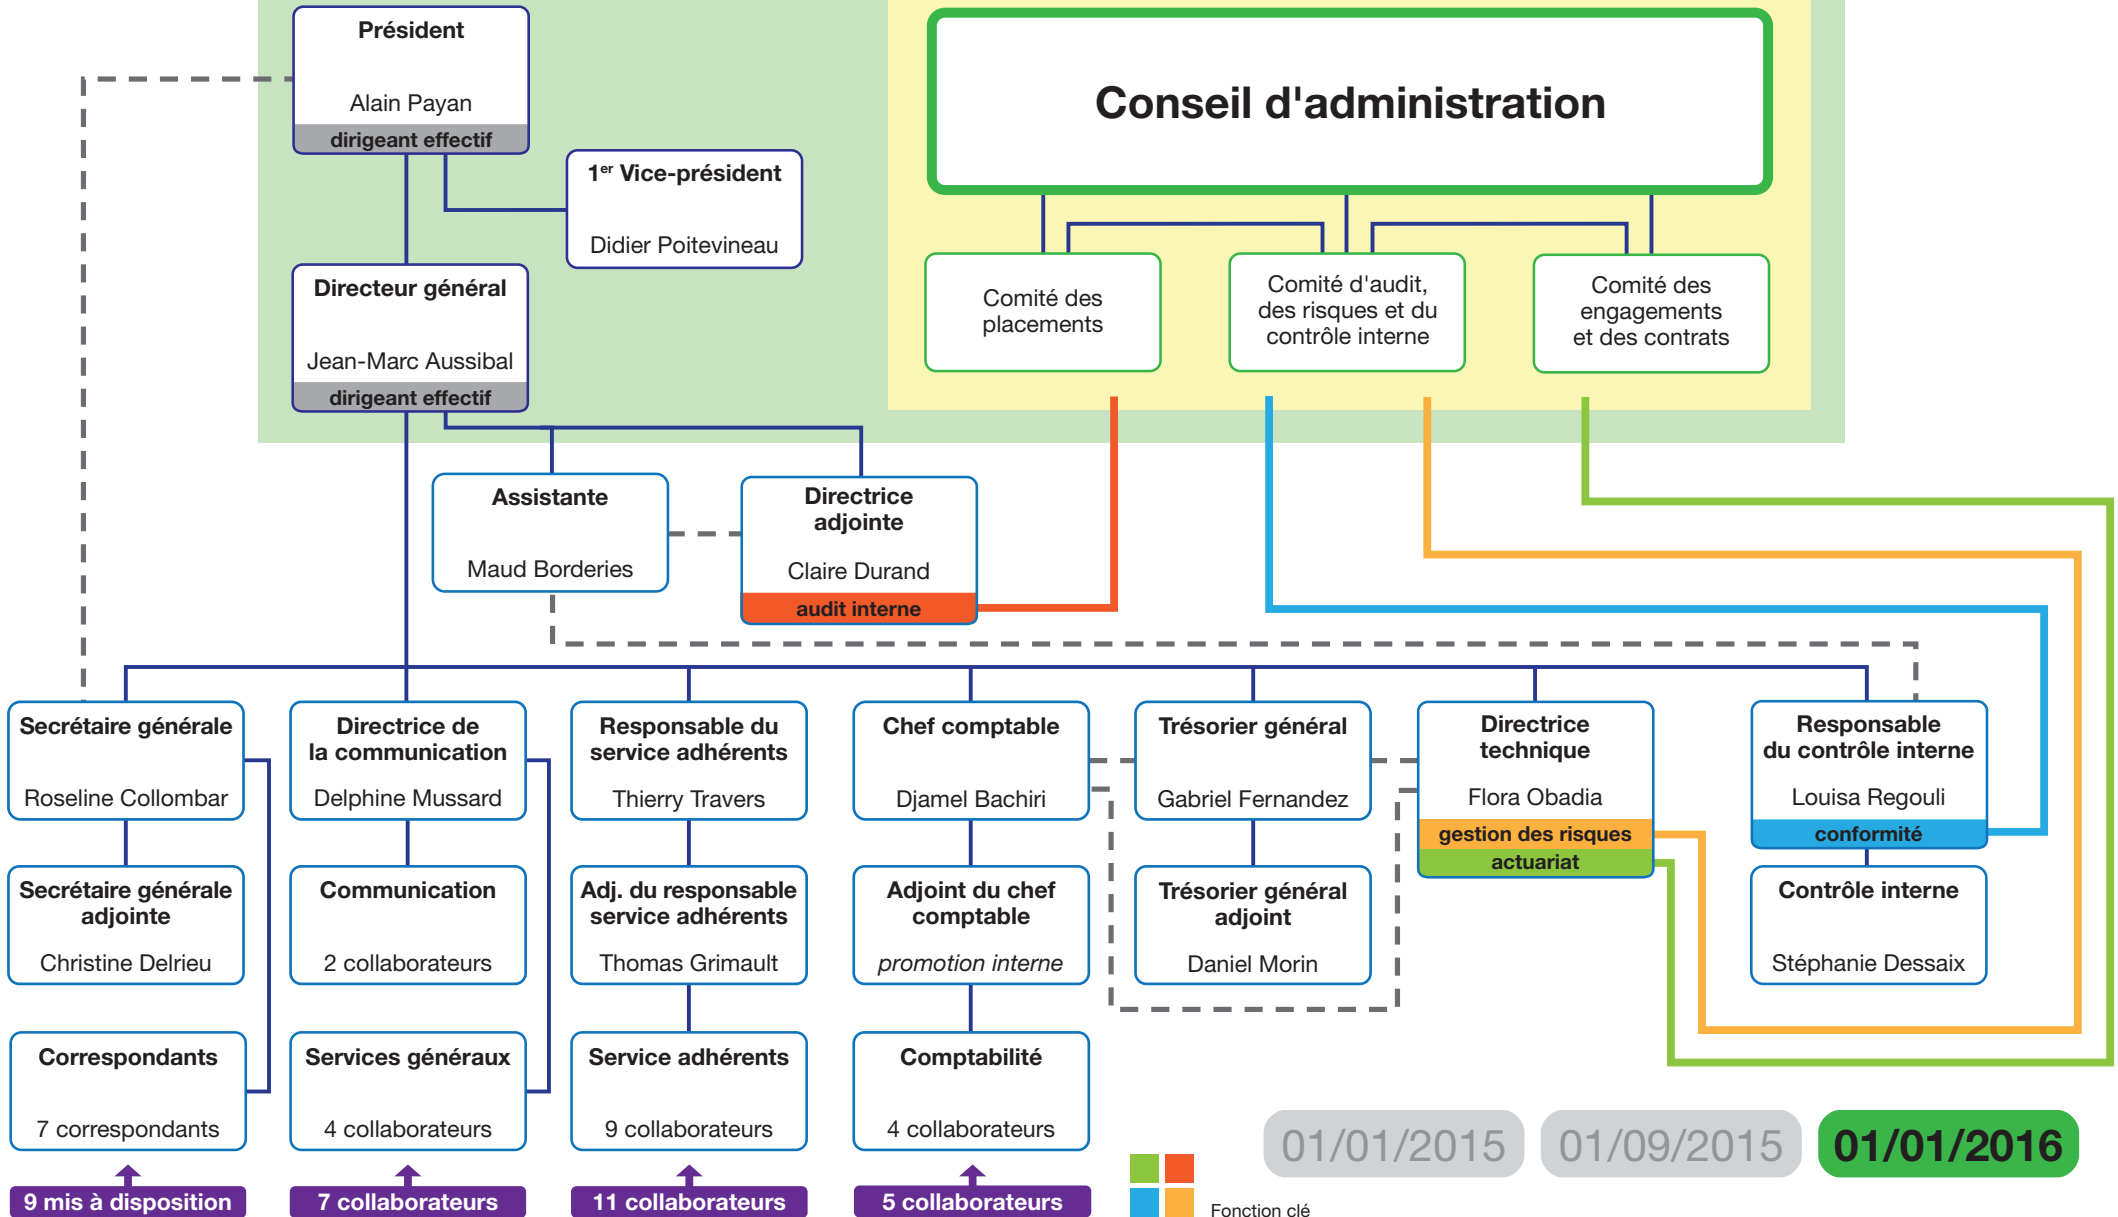 Président
Alain Payan
dirigeant effectif
Conseil d'administration
1er Vice-président
Didier Poitevineau
Directeur général
Jean-Marc Aussibal
dirigeant effectif
Comité des
placements
Comité d'audit,
des risques et du
contrôle interne
Comité des
engagements
et des contrats
Assistante
Maud Borderies
Directrice
adjointe
Claire Durand
audit interne
Secrétaire générale
Roseline Collombar
Directrice de
la communication
Delphine Mussard
Responsable du
service adhérents
Thierry Travers
Chef comptable
Djamel Bachiri
Trésorier général
Gabriel Fernandez
Directrice
technique
Flora Obadia
gestion des risques
actuariat
Responsable
du contrôle interne
Louisa Regouli
conformité
Secrétaire générale
adjointe
Christine Delrieu
Communication
2 collaborateurs
Adj. du responsable
service adhérents
Thomas Grimault
Adjoint du chef
comptable
promotion interne
Trésorier général
adjoint
Daniel Morin
Contrôle interne
Stéphanie Dessaix
Correspondants
7 correspondants
Services généraux
4 collaborateurs
Service adhérents
9 collaborateurs
Comptabilité
4 collaborateurs
01/01/2015
01/09/2015
01/01/2016
9 mis à disposition
7 collaborateurs
11 collaborateurs
5 collaborateurs
Fonction clé